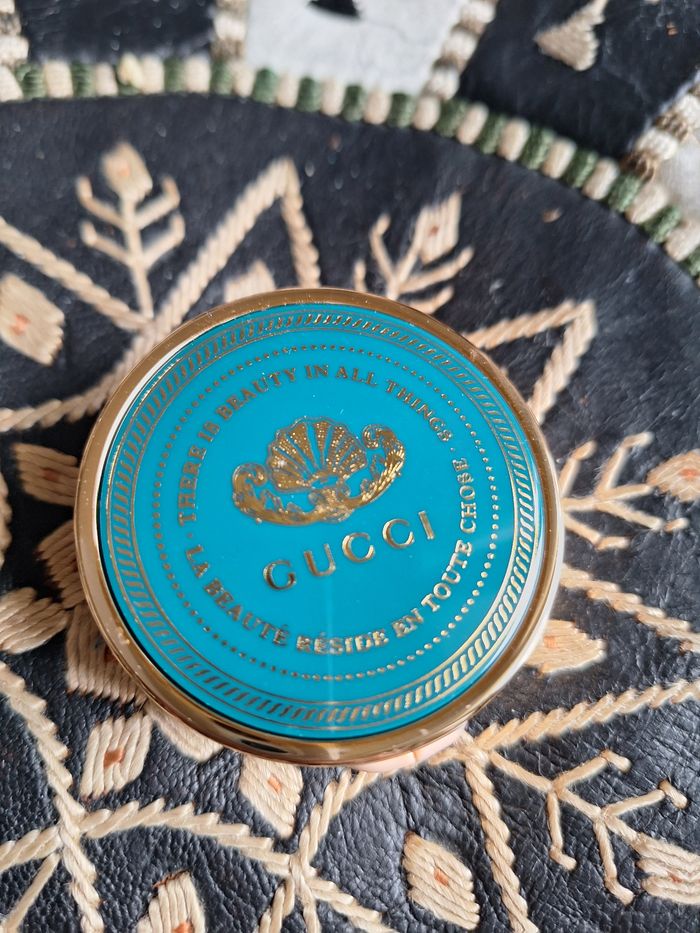 · THERE IS BEAUTY IN ALL THINGS ·
GUCCI
LA BEAUTÉ RÉSIDE EN TOUTE CHOSE